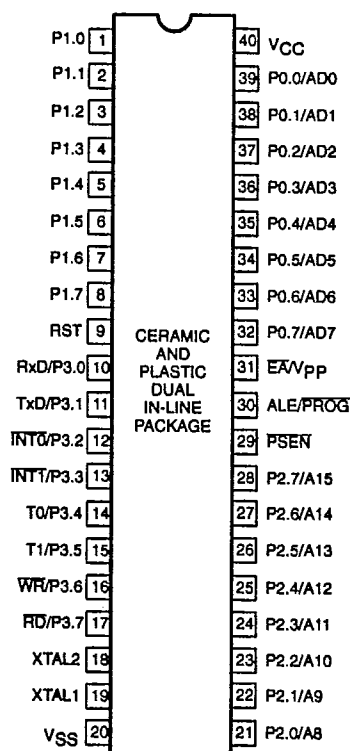 P1.0 1 40 VCC
P1.1 2 39 P0.0/AD0
P1.2 3 38 P0.1/AD1
P1.3 4 37 P0.2/AD2
P1.4 5 36 P0.3/AD3
P1.5 6 35 P0.4/AD4
P1.6 7 34 P0.5/AD5
P1.7 8 33 P0.6/AD6
RST 9 32 P0.7/AD7
RxD/P3.0 10 31 E̅A̅/VPP
TxD/P3.1 11 30 ALE/P̅R̅O̅G̅
I̅N̅T̅0̅/P3.2 12 29 P̅S̅E̅N̅
I̅N̅T̅1̅/P3.3 13 28 P2.7/A15
T0/P3.4 14 27 P2.6/A14
T1/P3.5 15 26 P2.5/A13
W̅R̅/P3.6 16 25 P2.4/A12
R̅D̅/P3.7 17 24 P2.3/A11
XTAL2 18 23 P2.2/A10
XTAL1 19 22 P2.1/A9
VSS 20 21 P2.0/A8
CERAMIC
AND
PLASTIC
DUAL
IN-LINE
PACKAGE